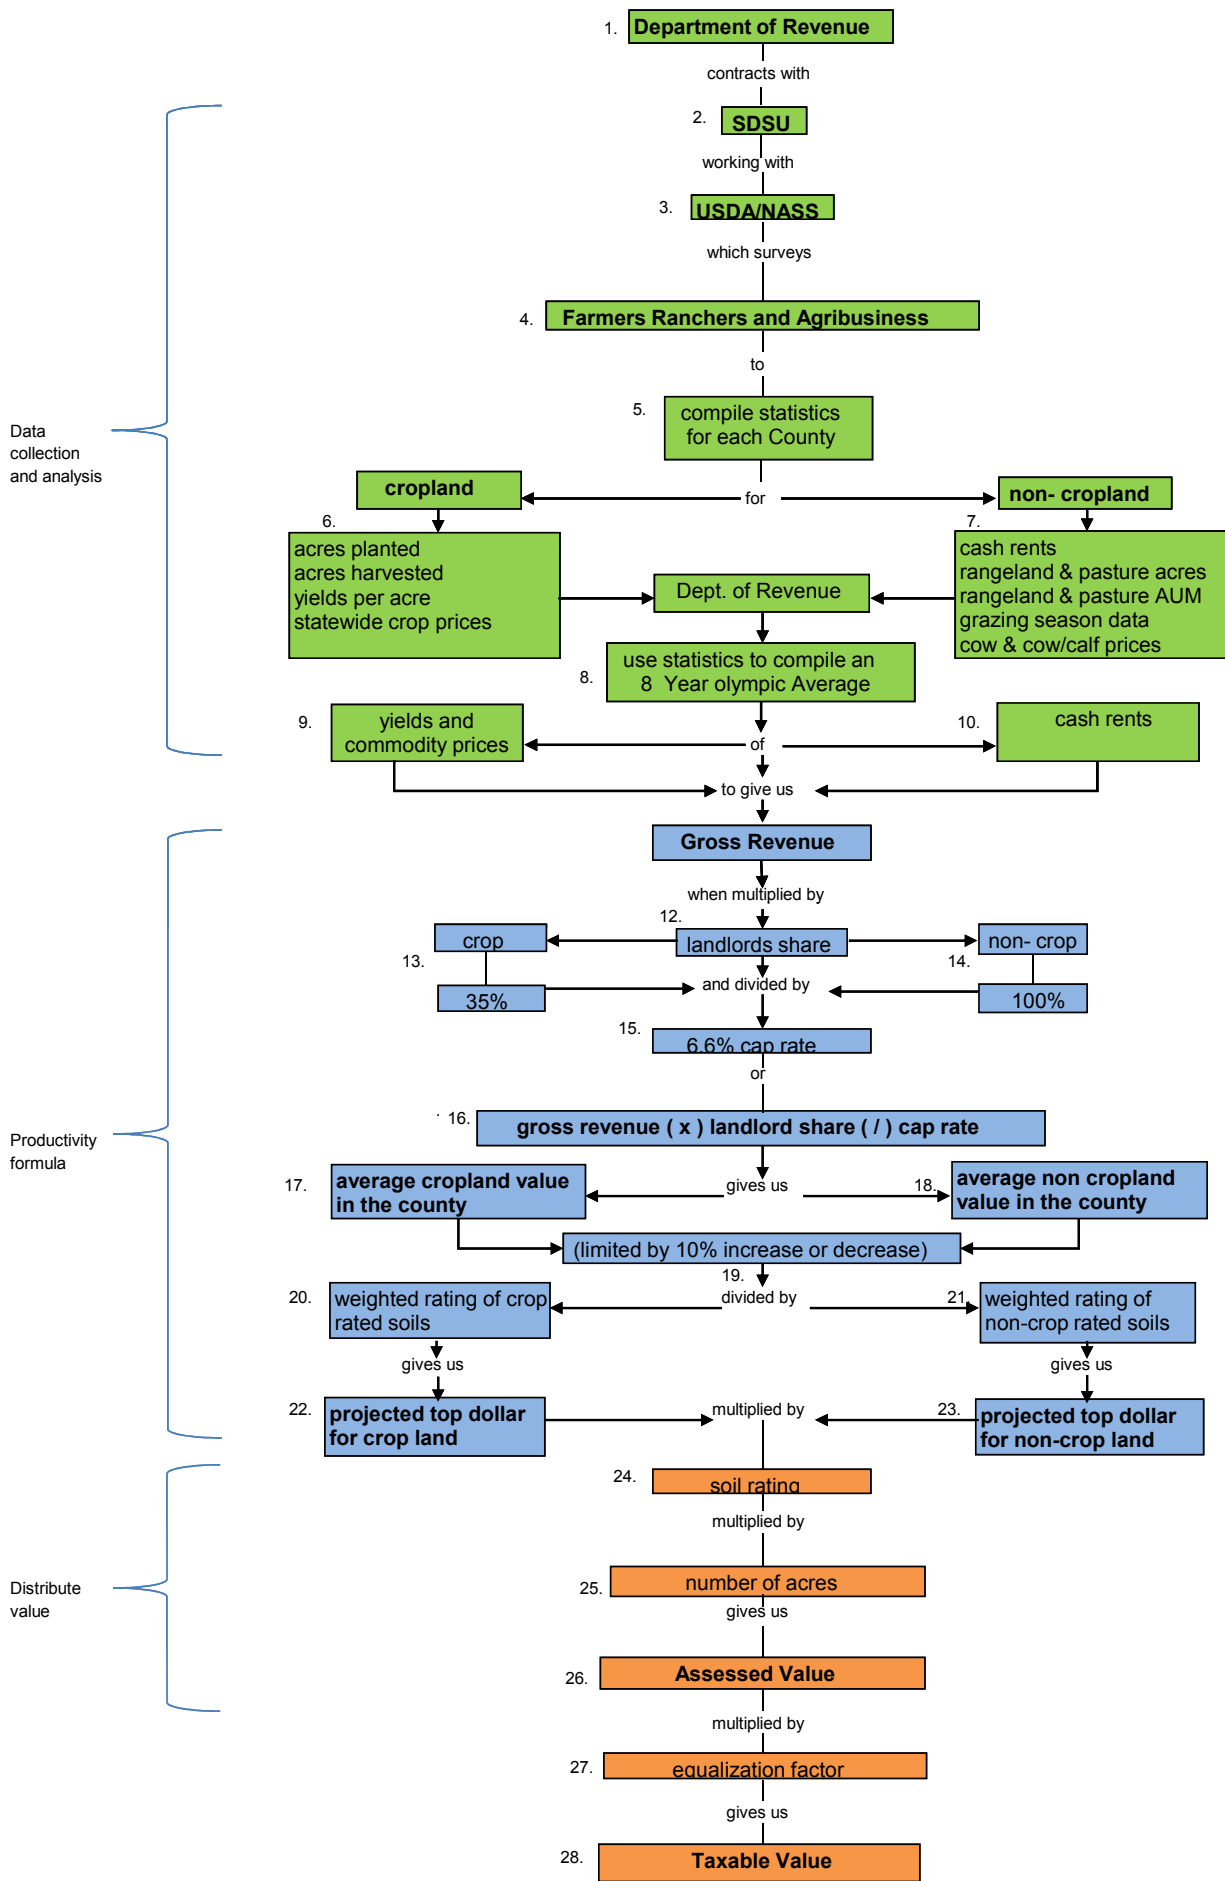 1. Department of Revenue
contracts with
2. SDSU
working with
3. USDA/NASS
which surveys
4. Farmers Ranchers and Agribusiness
to
5. compile statistics
for each County
Data
collection
and analysis
cropland
for
non- cropland
6.
acres planted
acres harvested
yields per acre
statewide crop prices
7.
cash rents
rangeland & pasture acres
rangeland & pasture AUM
grazing season data
cow & cow/calf prices
Dept. of Revenue
8. use statistics to compile an
8 Year olympic Average
9. yields and
commodity prices
of
10. cash rents
to give us
Gross Revenue
when multiplied by
12. landlords share
crop
non- crop
13.
14.
and divided by
35%
100%
15. 6.6% cap rate
or
16. gross revenue ( x ) landlord share ( / ) cap rate
Productivity
formula
17. average cropland value
in the county
gives us
18. average non cropland
value in the county
(limited by 10% increase or decrease)
19.
divided by
20. weighted rating of crop
rated soils
21. weighted rating of
non-crop rated soils
gives us
gives us
22. projected top dollar
for crop land
multiplied by
23. projected top dollar
for non-crop land
24. soil rating
multiplied by
25. number of acres
gives us
Distribute
value
26. Assessed Value
multiplied by
27. equalization factor
gives us
28. Taxable Value